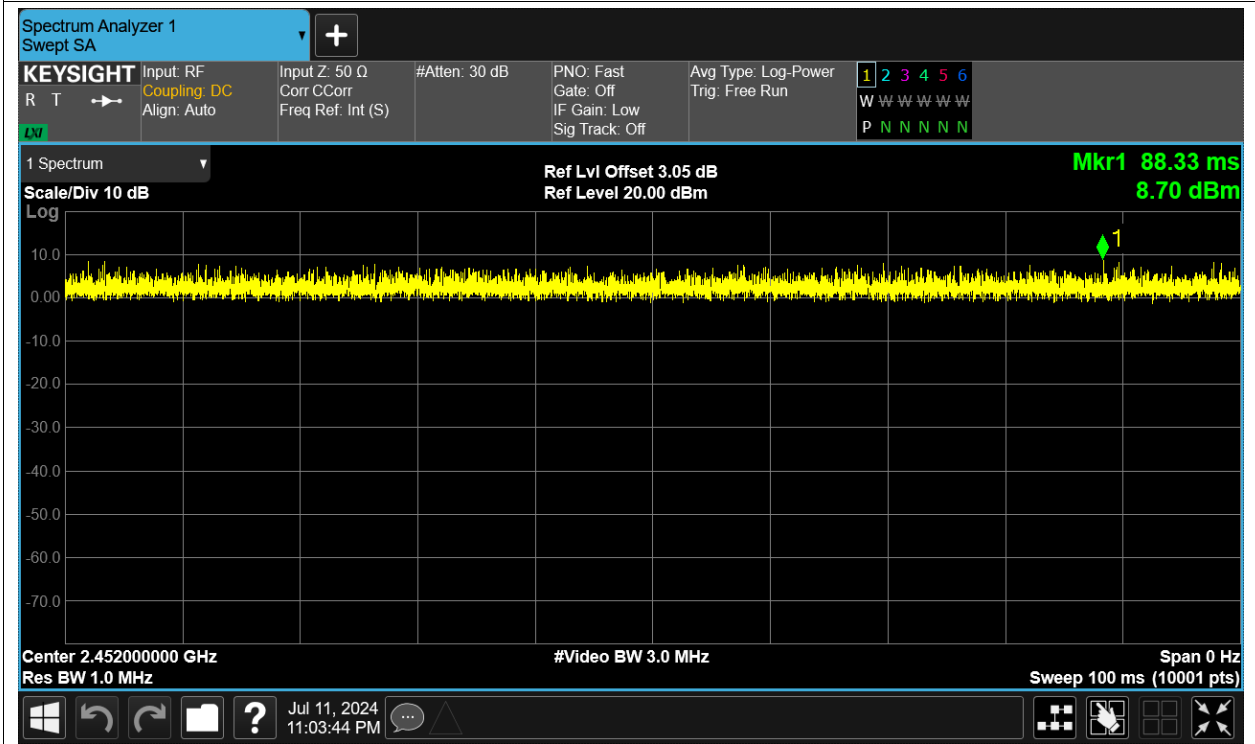 Spectrum Analyzer 1
Swept SA
KEYSIGHT
R T
LXI
Input: RF
Coupling: DC
Align: Auto
Input Z: 50 Ω
Corr CCorr
Freq Ref: Int (S)
#Atten: 30 dB
PNO: Fast
Gate: Off
IF Gain: Low
Sig Track: Off
Avg Type: Log-Power
Trig: Free Run
1 2 3 4 5 6
W W W W W W
P N N N N N
1 Spectrum
Scale/Div 10 dB
Log
Ref Lvl Offset 3.05 dB
Ref Level 20.00 dBm
Mkr1 88.33 ms
8.70 dBm
1
10.0
0.00
-10.0
-20.0
-30.0
-40.0
-50.0
-60.0
-70.0
Center 2.452000000 GHz
Res BW 1.0 MHz
#Video BW 3.0 MHz
Span 0 Hz
Sweep 100 ms (10001 pts)
?
Jul 11, 2024
11:03:44 PM